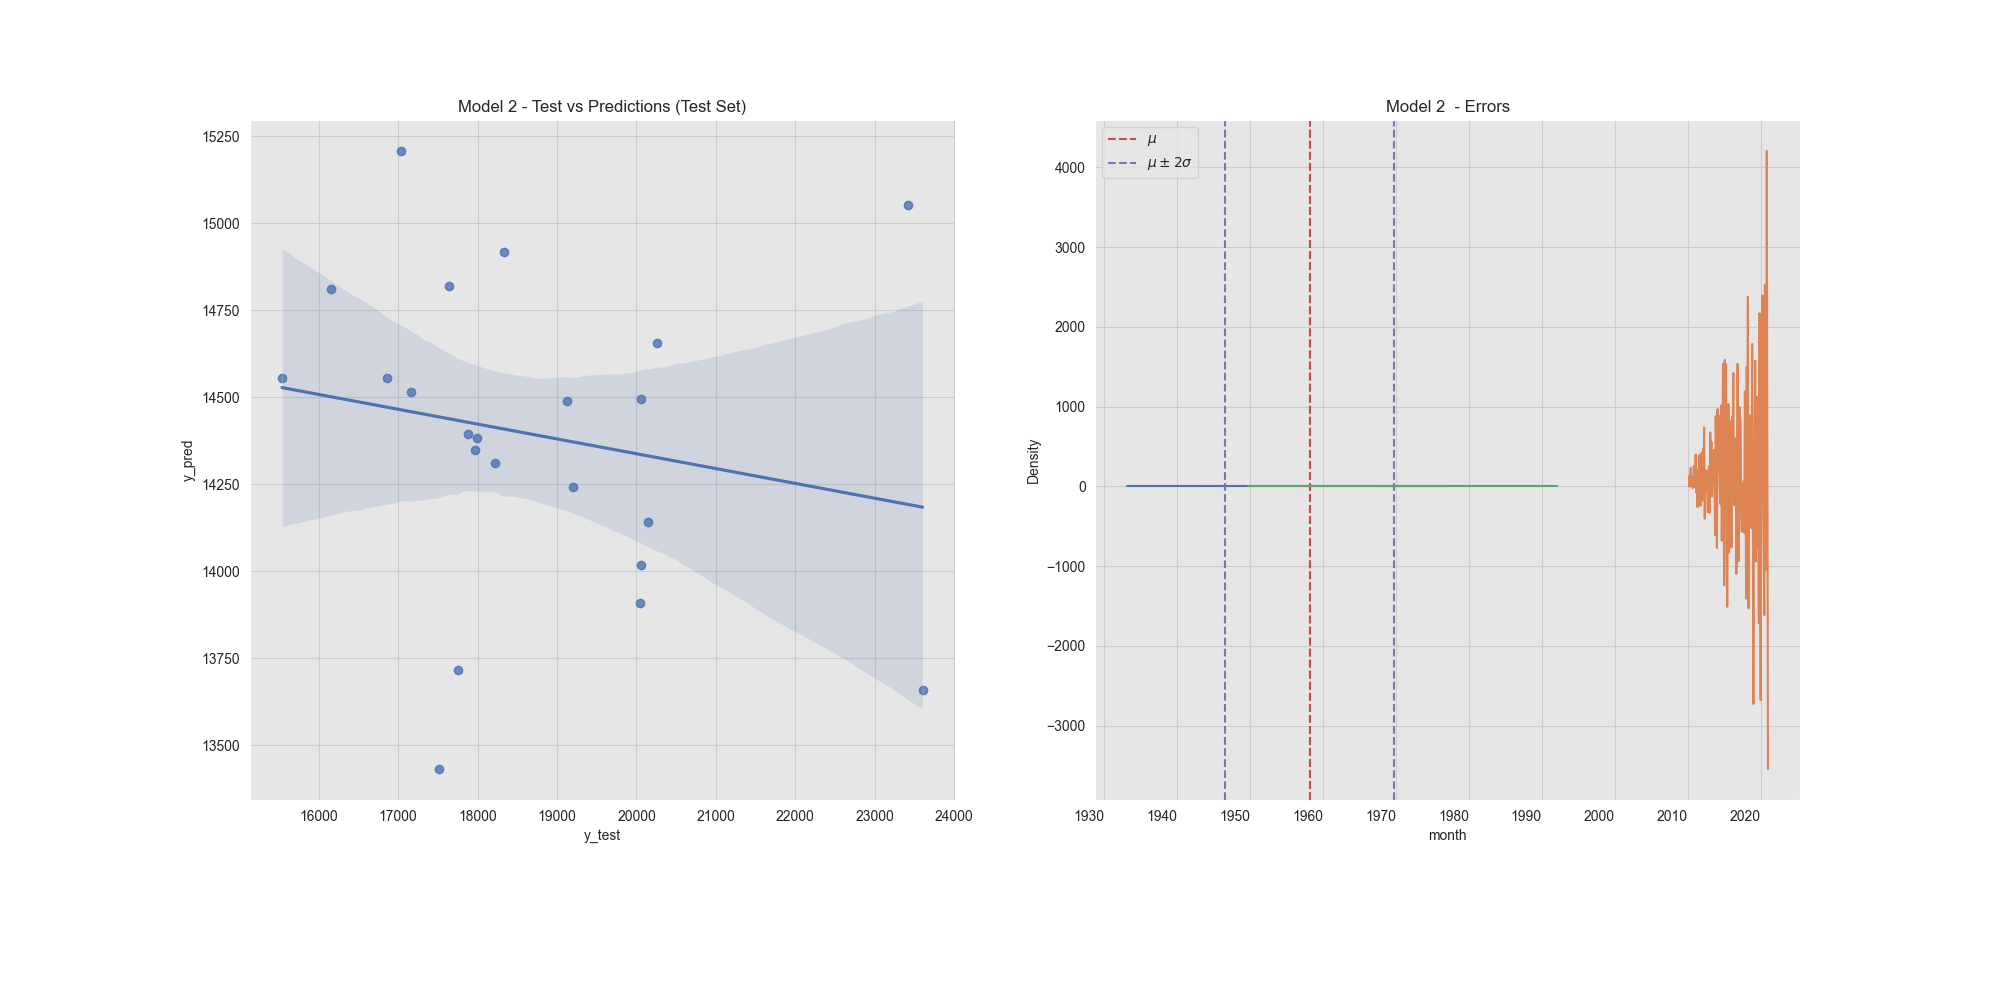 Model 2 - Test vs Predictions (Test Set)
15250
15000
14750
14500
14250
14000
13750
13500
y_pred
16000 17000 18000 19000 20000 21000 22000 23000 24000
y_test
Model 2  - Errors
μ
μ ± 2σ
4000
3000
2000
1000
0
−1000
−2000
−3000
Density
1930 1940 1950 1960 1970 1980 1990 2000 2010 2020
month